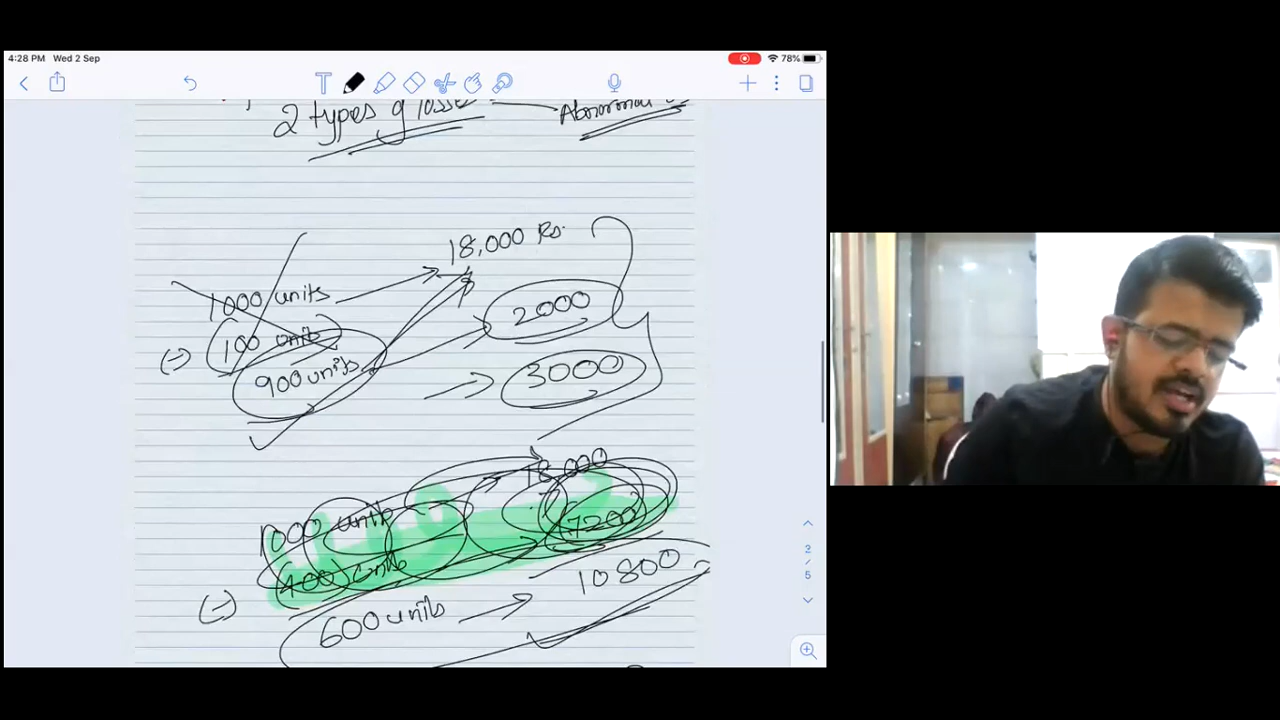 4:28 PM Wed 2 Sep
78%
2 types of losses
Abnormal
18,000 Rs.
1000 units
2000
(-) (100 units)
900 units
3000
18,000
1000 units
(7200)
(-) (400) units
10800
600 units
2
/
5